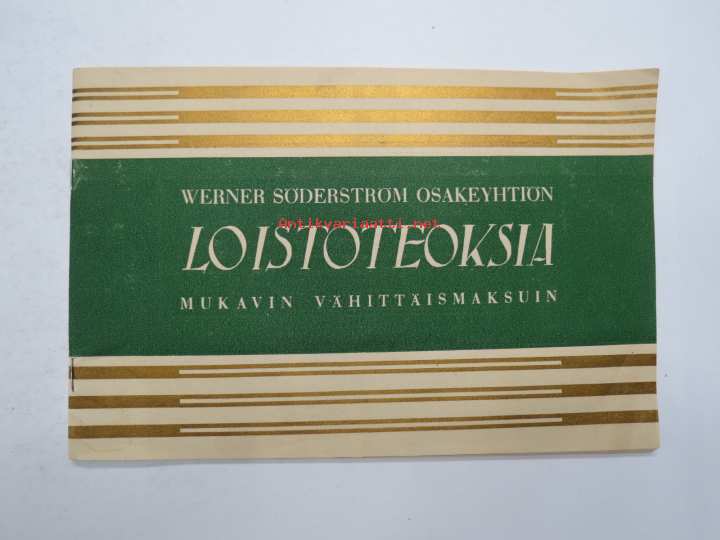 WERNER SÖDERSTRÖM OSAKEYHTIÖN
Antikvariaatti.net
LOISTOTEOKSIA
MUKAVIN VÄHITTÄISMAKSUIN